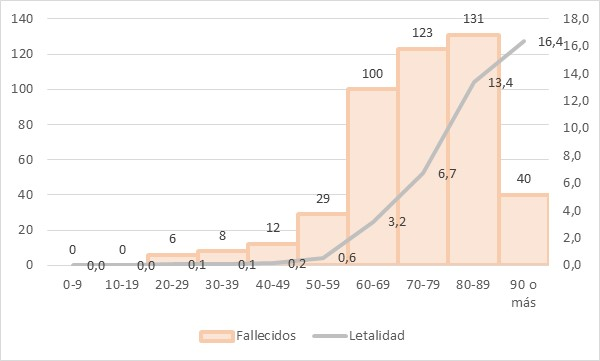 140 131 18,0
123 16,4 16,0
120
14,0
100 100 13,4
12,0
80 10,0
60 6,7 8,0
40 6,0
40 29 3,2 4,0
20 12 2,0
0 0 6 8 0,6
0 0,0 0,0 0,1 0,1 0,2 0,0
0-9 10-19 20-29 30-39 40-49 50-59 60-69 70-79 80-89 90 o
más
Fallecidos Letalidad